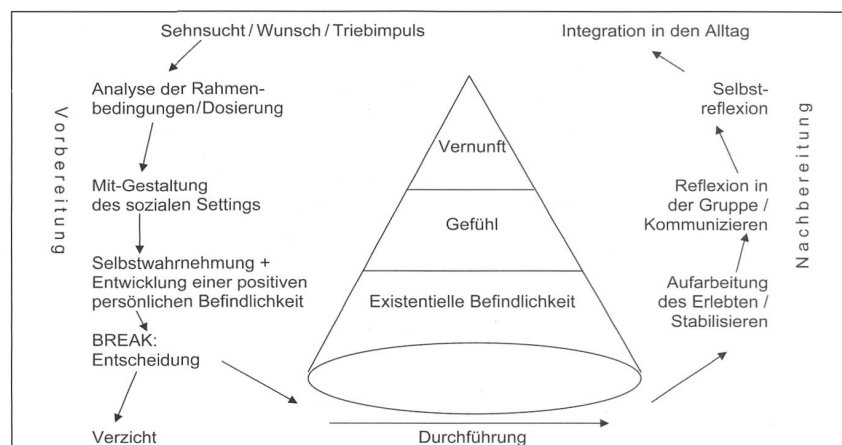 Sehnsucht / Wunsch / Triebimpuls
Analyse der Rahmen-
bedingungen/Dosierung
Mit-Gestaltung
des sozialen Settings
Selbstwahrnehmung +
Entwicklung einer positiven
persönlichen Befindlichkeit
BREAK:
Entscheidung
Verzicht
Vorbereitung
Vernunft
Gefühl
Existentielle Befindlichkeit
Durchführung
Integration in den Alltag
Selbst-
reflexion
Reflexion in
der Gruppe /
Kommunizieren
Aufarbeitung
des Erlebten /
Stabilisieren
Nachbereitung